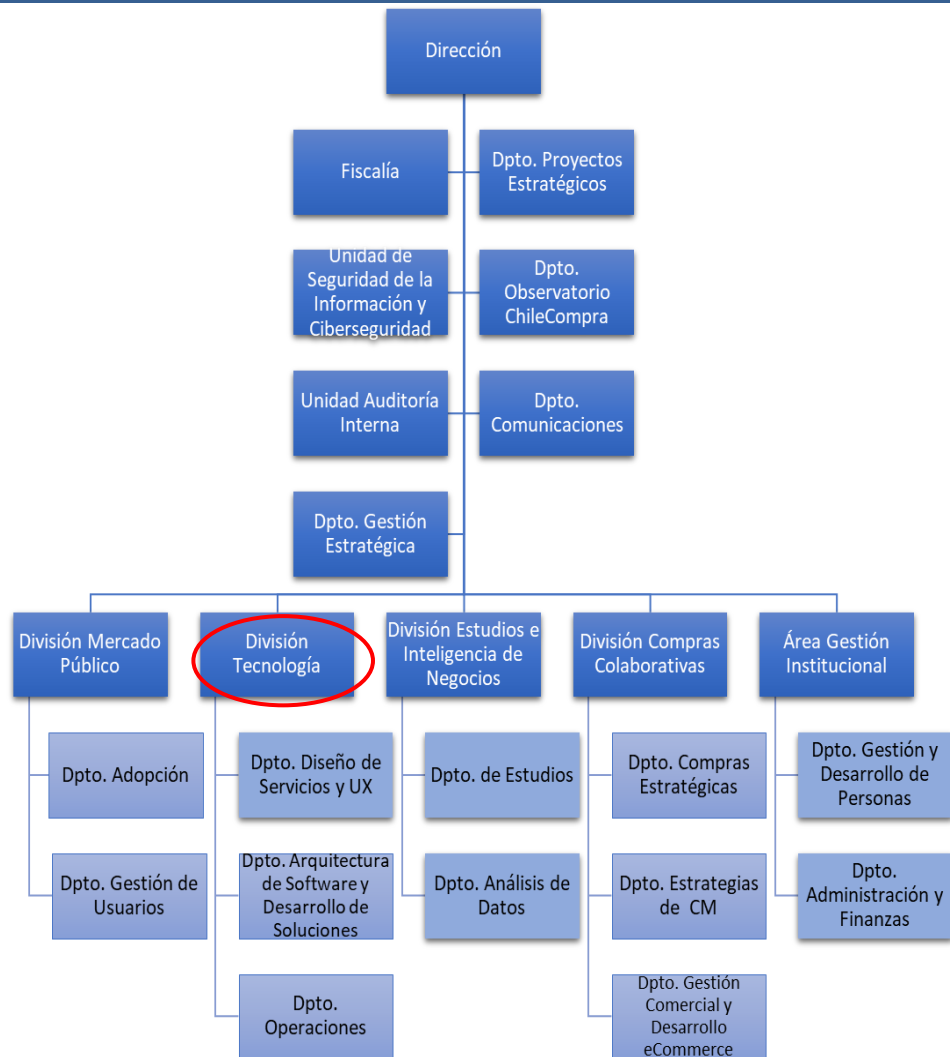 Dirección
Fiscalía
Dpto. Proyectos
Estratégicos
Unidad de
Seguridad de la
Información y
Ciberseguridad
Dpto.
Observatorio
ChileCompra
Unidad Auditoría
Interna
Dpto.
Comunicaciones
Dpto. Gestión
Estratégica
División Mercado
Público
División
Tecnología
División Estudios e
Inteligencia de
Negocios
División Compras
Colaborativas
Área Gestión
Institucional
Dpto. Adopción
Dpto. Diseño de
Servicios y UX
Dpto. de Estudios
Dpto. Compras
Estratégicas
Dpto. Gestión y
Desarrollo de
Personas
Dpto. Gestión de
Usuarios
Dpto. Arquitectura
de Software y
Desarrollo de
Soluciones
Dpto. Análisis de
Datos
Dpto. Estrategias
de CM
Dpto.
Administración y
Finanzas
Dpto.
Operaciones
Dpto. Gestión
Comercial y
Desarrollo
eCommerce